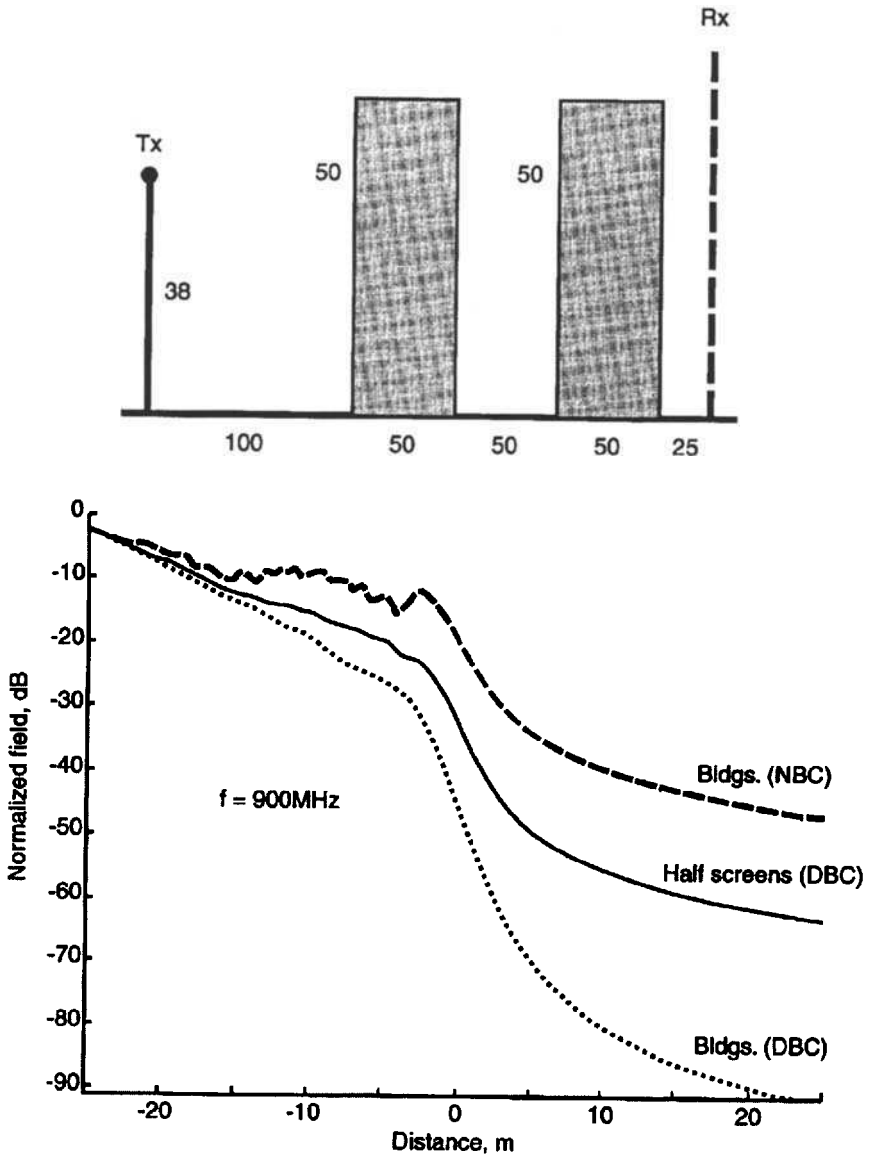 Rx
Tx
50
50
38
100
50
50
50
25
0
-10
-20
-30
-40
-50
-60
-70
-80
-90
Normalized field, dB
f = 900MHz
Bldgs. (NBC)
Half screens (DBC)
Bldgs. (DBC)
-20
-10
0
10
20
Distance, m